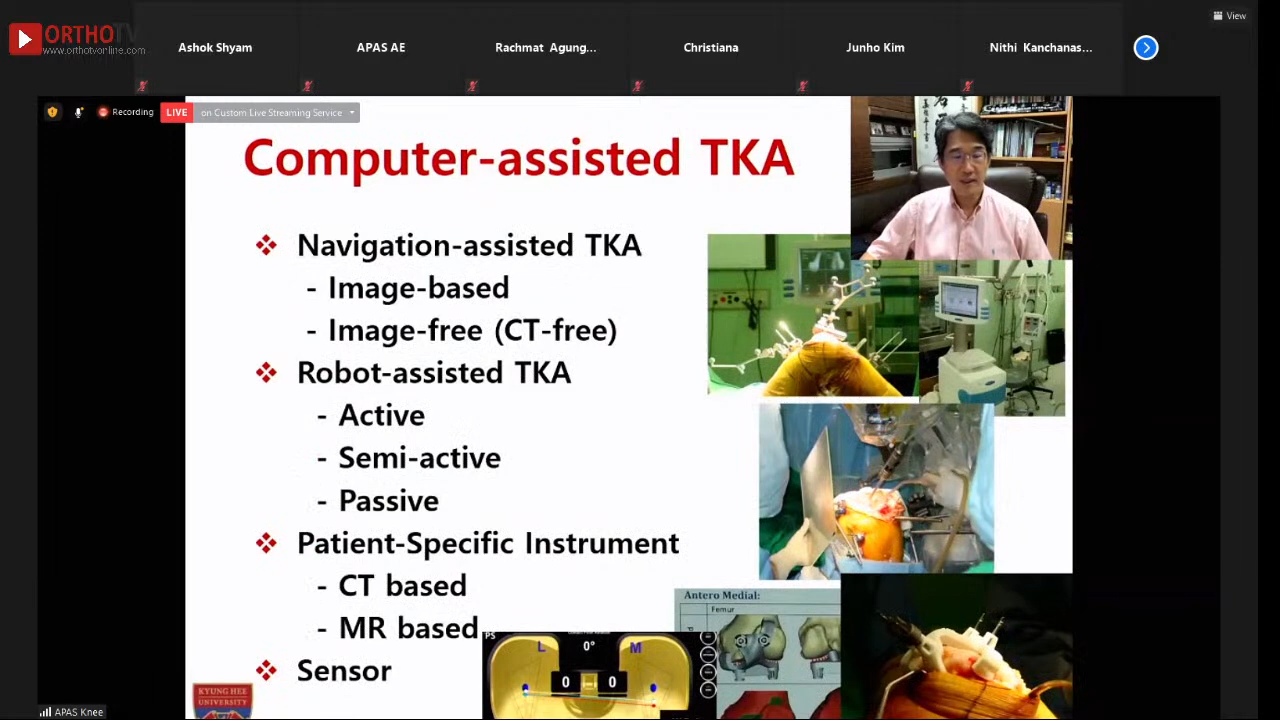 ORTHOTV
www.orthotvonline.com
Ashok Shyam
APAS AE
Rachmat Agung...
Christiana
Junho Kim
Nithi Kanchanas...
View
Recording
LIVE
on Custom Live Streaming Service
Computer-assisted TKA
Navigation-assisted TKA
- Image-based
- Image-free (CT-free)
Robot-assisted TKA
- Active
- Semi-active
- Passive
Patient-Specific Instrument
- CT based
- MR based
Sensor
Antero Medial:
Femur
PS
L
0°
M
0
0
KYUNG HEE
UNIVERSITY
APAS Knee